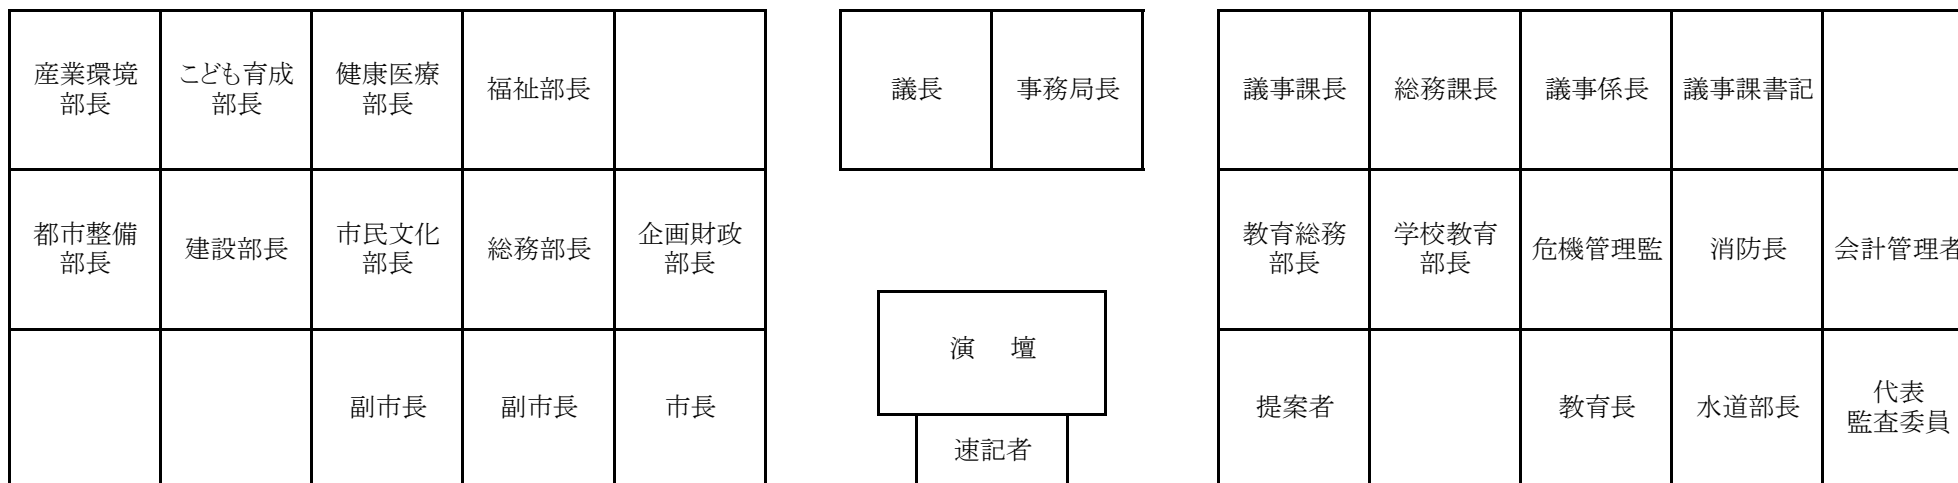 産業環境
部長
こども育成
部長
健康医療
部長
福祉部長
議長
事務局長
議事課長
総務課長
議事係長
議事課書記
都市整備
部長
建設部長
市民文化
部長
総務部長
企画財政
部長
教育総務
部長
学校教育
部長
危機管理監
消防長
会計管理者
演　壇
副市長
副市長
市長
速記者
提案者
教育長
水道部長
代表
監査委員